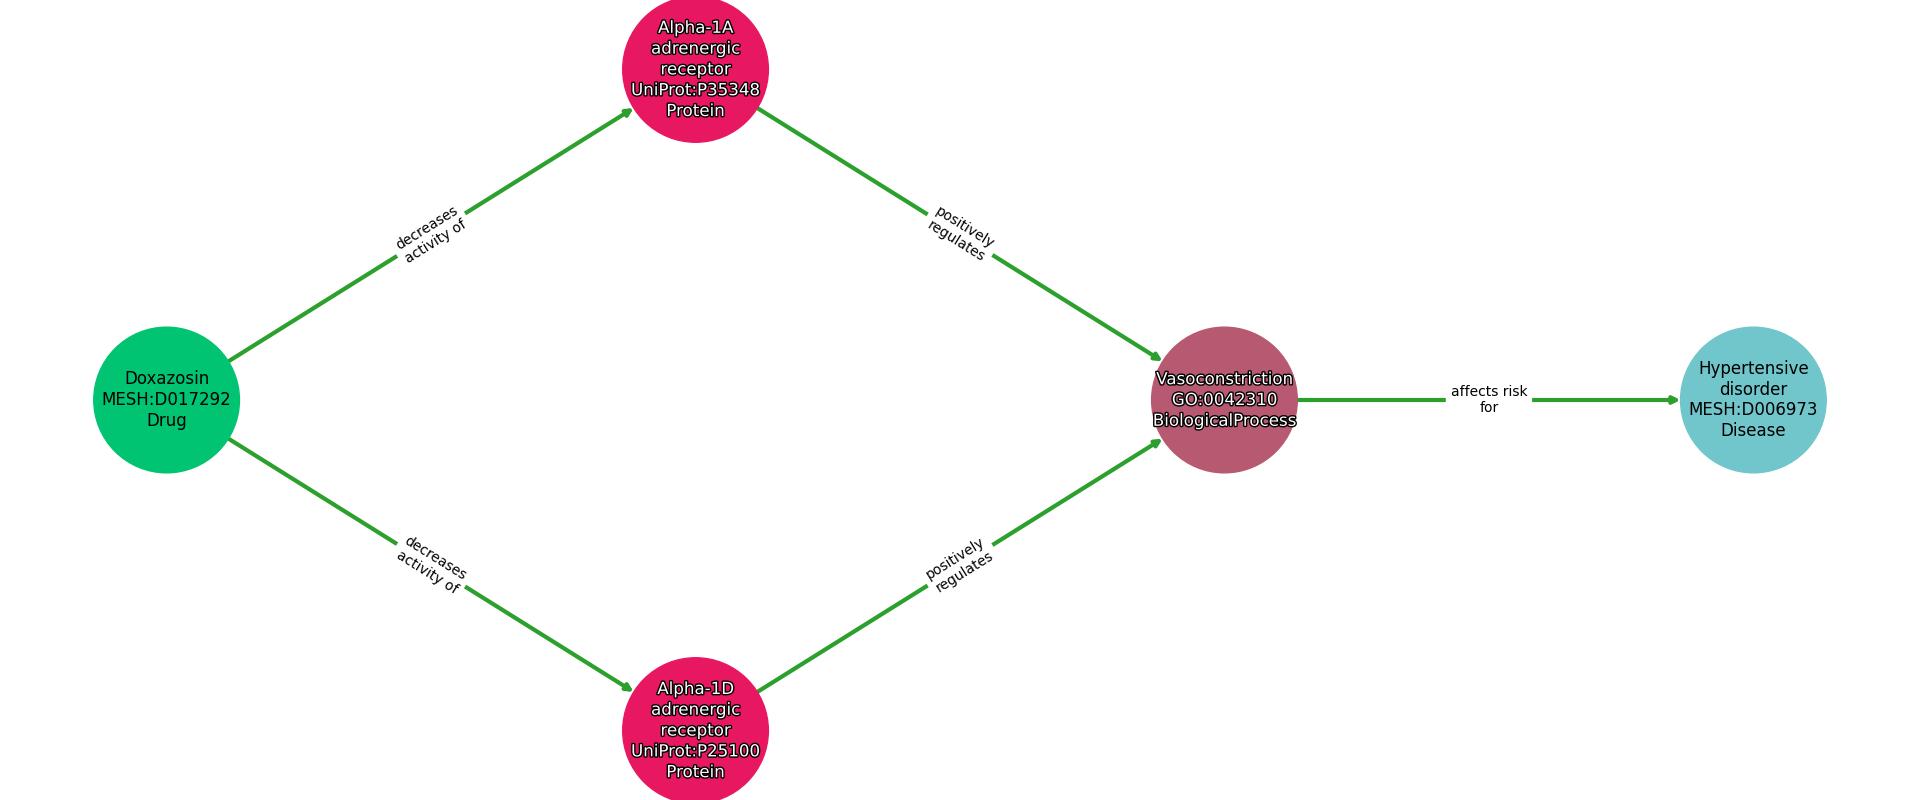 Alpha-1A
adrenergic
receptor
UniProt:P35348
Protein
decreases
activity of
positively
regulates
Doxazosin
MESH:D017292
Drug
Vasoconstriction
GO:0042310
BiologicalProcess
affects risk
for
Hypertensive
disorder
MESH:D006973
Disease
decreases
activity of
positively
regulates
Alpha-1D
adrenergic
receptor
UniProt:P25100
Protein